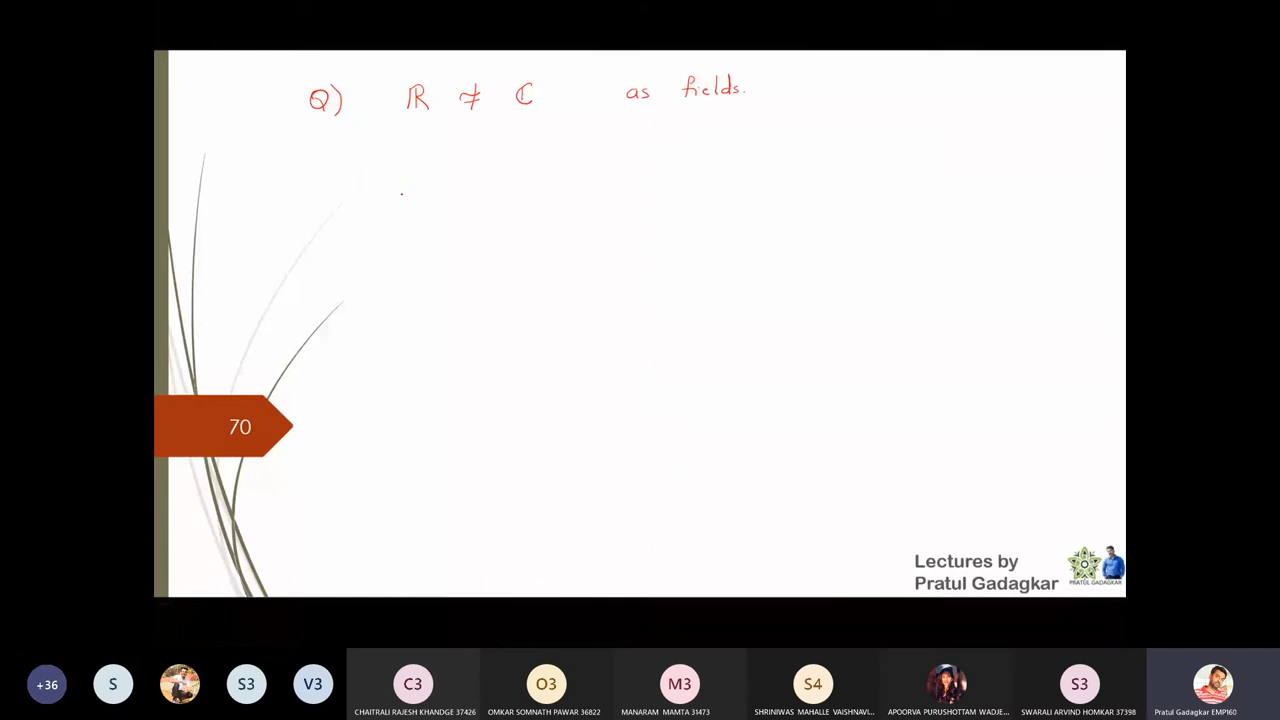 Q) ℝ ≄ ℂ as fields.
70
Lectures by
Pratul Gadagkar
PRATUL GADAGKAR
+36
S
S3
V3
C3
O3
M3
S4
S3
CHAITRALI RAJESH KHANDGE 37426
OMKAR SOMNATH PAWAR 36822
MANARAM MAMTA 31473
SHRINIWAS MAHALLE VAISHNAVI...
APOORVA PURUSHOTTAM WADJE...
SWARALI ARVIND HOMKAR 37398
Pratul Gadagkar EMP160